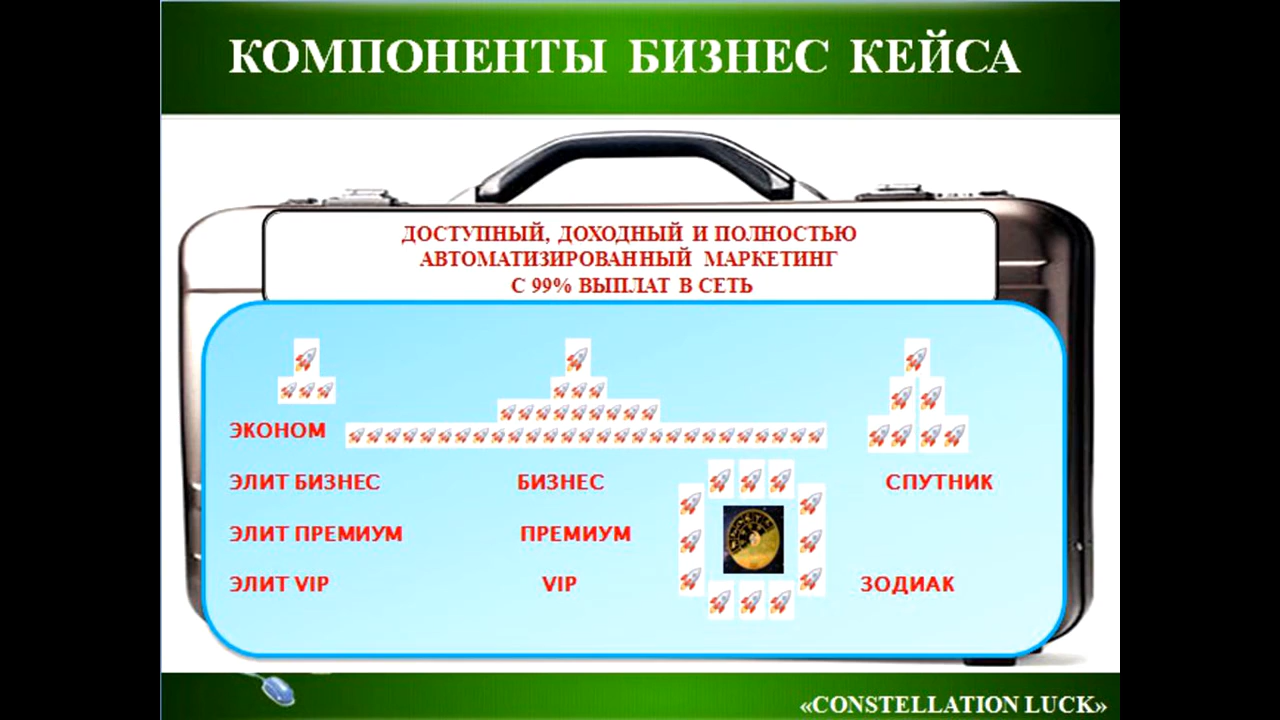 КОМПОНЕНТЫ БИЗНЕС КЕЙСА
ДОСТУПНЫЙ, ДОХОДНЫЙ И ПОЛНОСТЬЮ
АВТОМАТИЗИРОВАННЫЙ МАРКЕТИНГ
С 99% ВЫПЛАТ В СЕТЬ
ЭКОНОМ
ЭЛИТ БИЗНЕС БИЗНЕС СПУТНИК
ЭЛИТ ПРЕМИУМ ПРЕМИУМ
ЭЛИТ VIP VIP ЗОДИАК
«CONSTELLATION LUCK»